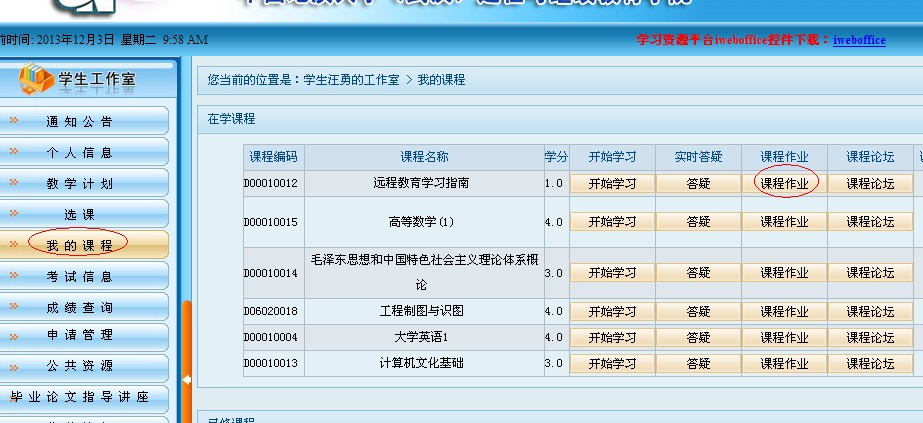 前时间: 2013年12月3日 星期二 9:58 AM
学习资源平台iweboffice控件下载：iweboffice
学生工作室
通知公告
个人信息
教学计划
选课
我的课程
考试信息
成绩查询
申请管理
公共资源
毕业论文指导讲座
您当前的位置是：学生汪勇的工作室 > 我的课程
在学课程
课程编码 课程名称 学分 开始学习 实时答疑 课程作业 课程论坛
D00010012 远程教育学习指南 1.0 开始学习 答疑 课程作业 课程论坛
D00010015 高等数学(1) 4.0 开始学习 答疑 课程作业 课程论坛
D00010014 毛泽东思想和中国特色社会主义理论体系概 3.0 开始学习 答疑 课程作业 课程论坛
论
D06020018 工程制图与识图 4.0 开始学习 答疑 课程作业 课程论坛
D00010004 大学英语1 4.0 开始学习 答疑 课程作业 课程论坛
D00010013 计算机文化基础 3.0 开始学习 答疑 课程作业 课程论坛